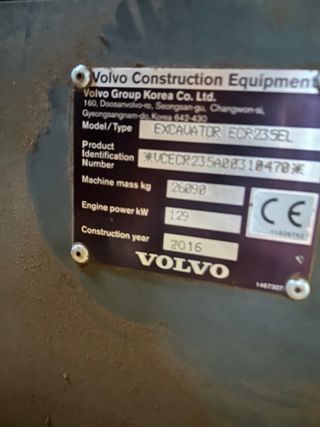 Volvo Construction Equipment
Volvo Group Korea Co. Ltd.
160, Doosanvolvo-ro, Seongsan-gu, Changwon-si,
Gyeongsangnam-do, Korea 642-430
Model/Type EXCAVATOR ECR235EL
Product
Identification
Number *VCECR235A00310470*
Machine mass kg 26090
Engine power kW 129
CE
Construction year 2016
VOLVO